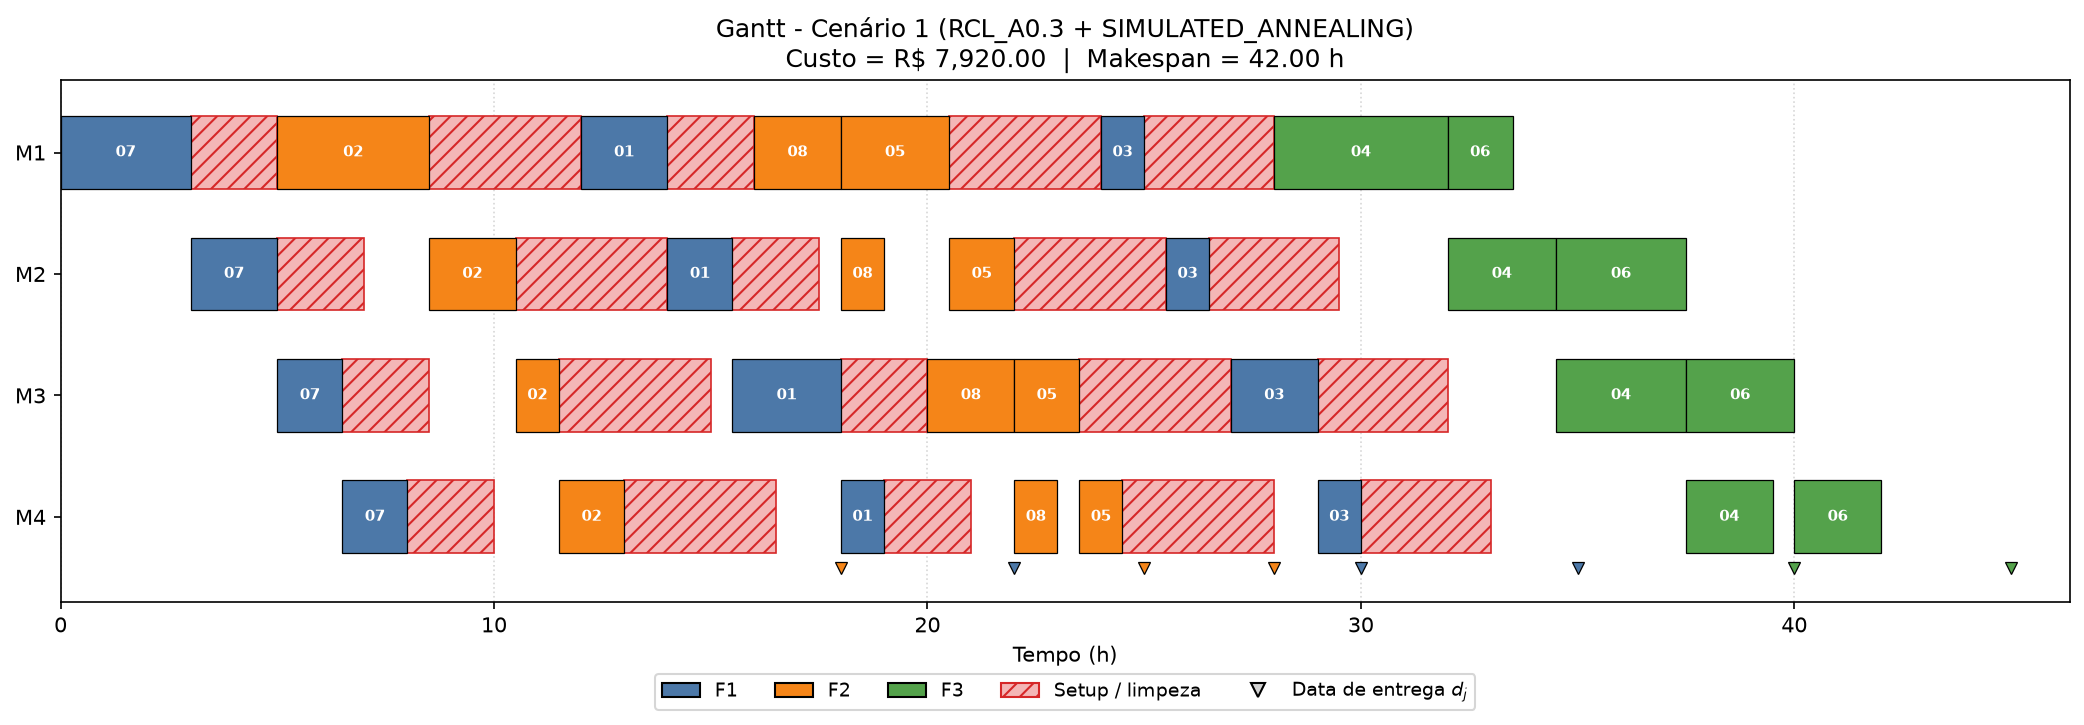 Gantt - Cenário 1 (RCL_A0.3 + SIMULATED_ANNEALING)
Custo = R$ 7,920.00 | Makespan = 42.00 h
M1 07 02 01 08 05 03 04 06
M2 07 02 01 08 05 03 04 06
M3 07 02 01 08 05 03 04 06
M4 07 02 01 08 05 03 04 06
0 10 20 30 40
Tempo (h)
F1 F2 F3 Setup / limpeza Data de entrega dj